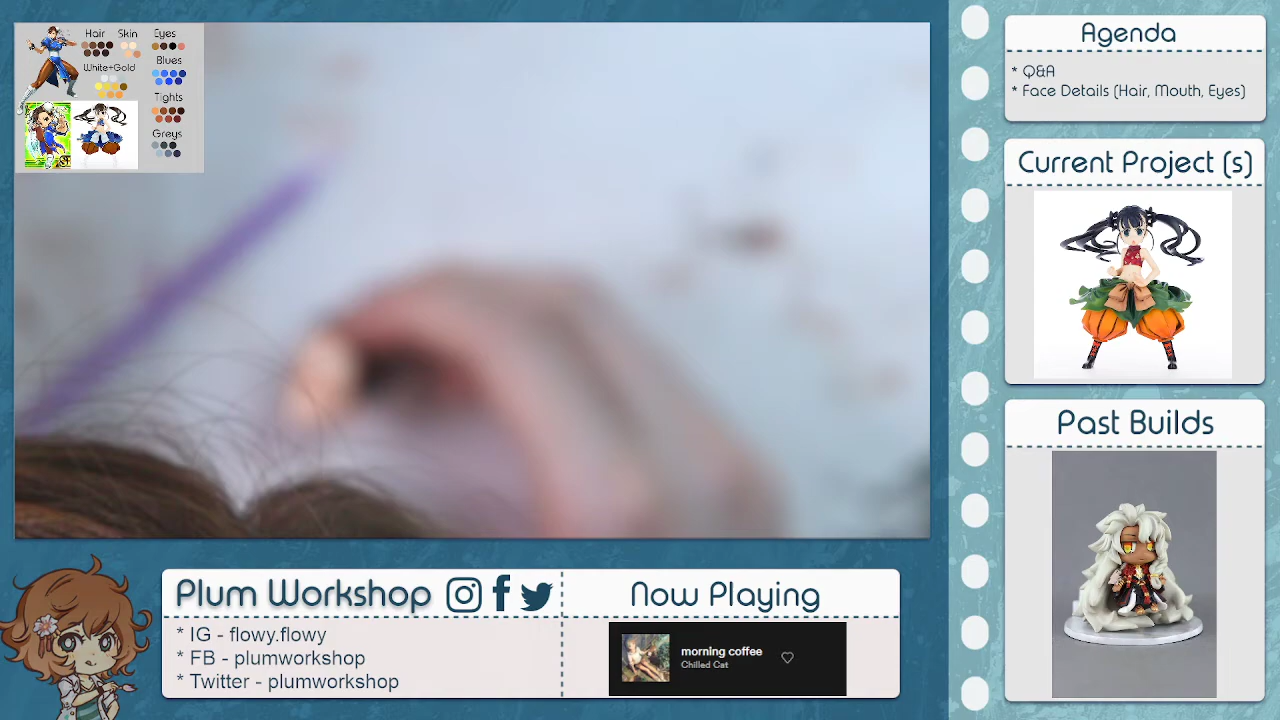 Hair Skin Eyes
White+Gold
Blues
Tights
Greys
Agenda
* Q&A
* Face Details (Hair, Mouth, Eyes)
Current Project (s)
Past Builds
Plum Workshop
* IG - flowy.flowy
* FB - plumworkshop
* Twitter - plumworkshop
Now Playing
morning coffee
Chilled Cat